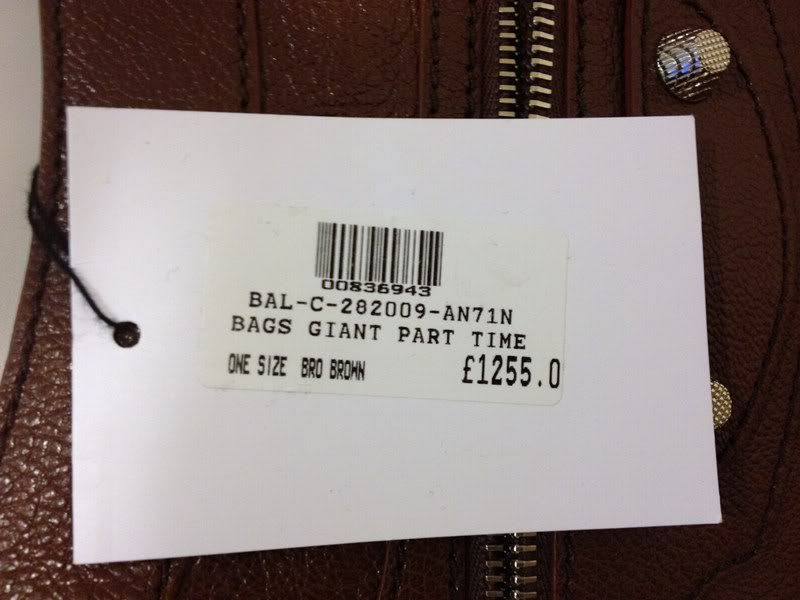 00836943
BAL-C-282009-AN71N
BAGS GIANT PART TIME
ONE SIZE BRO BROWN £1255.0